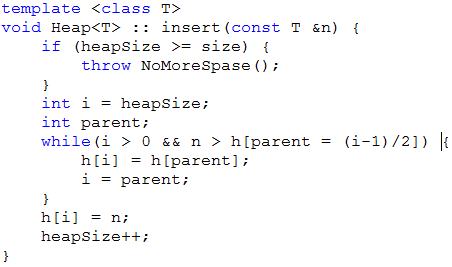 template <class T>
void Heap<T> :: insert(const T &n) {
    if (heapSize >= size) {
        throw NoMoreSpase();
    }
    int i = heapSize;
    int parent;
    while(i > 0 && n > h[parent = (i-1)/2]) {
        h[i] = h[parent];
        i = parent;
    }
    h[i] = n;
    heapSize++;
}